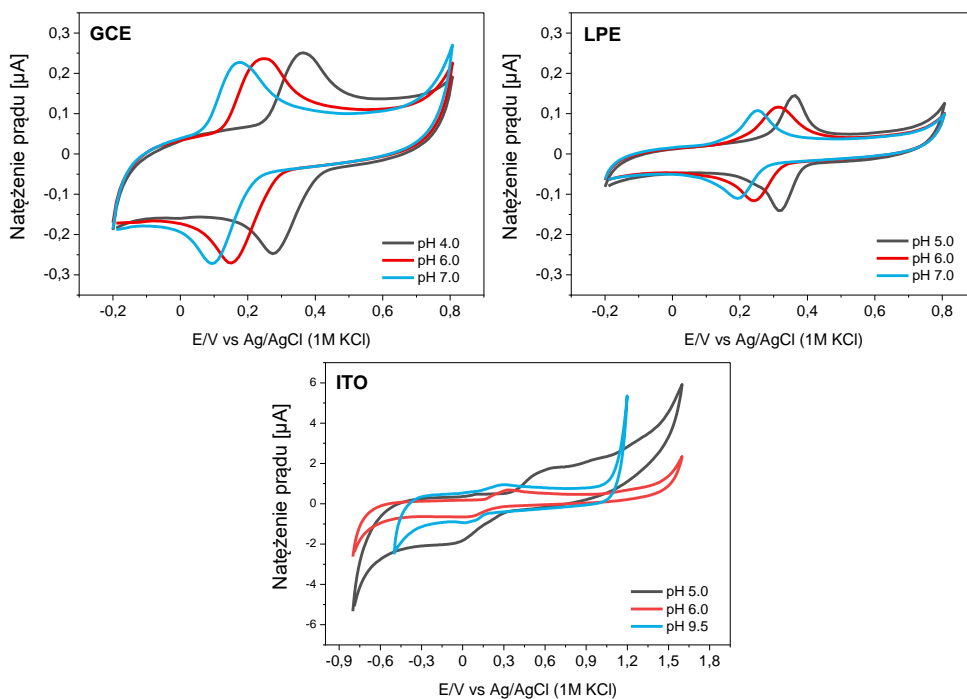 GCE
Natężenie prądu [µA]
0,3
0,2
0,1
0
-0,1
-0,2
-0,3
-0,2
0
0,2
0,4
0,6
0,8
pH 4.0
pH 6.0
pH 7.0
E/V vs Ag/AgCl (1M KCl)
LPE
Natężenie prądu [µA]
0,3
0,2
0,1
0
-0,1
-0,2
-0,3
-0,2
0
0,2
0,4
0,6
0,8
pH 5.0
pH 6.0
pH 7.0
E/V vs Ag/AgCl (1M KCl)
ITO
Natężenie prądu [µA]
6
4
2
0
-2
-4
-6
-0,9
-0,6
-0,3
0
0,3
0,6
0,9
1,2
1,5
1,8
pH 5.0
pH 6.0
pH 9.5
E/V vs Ag/AgCl (1M KCl)